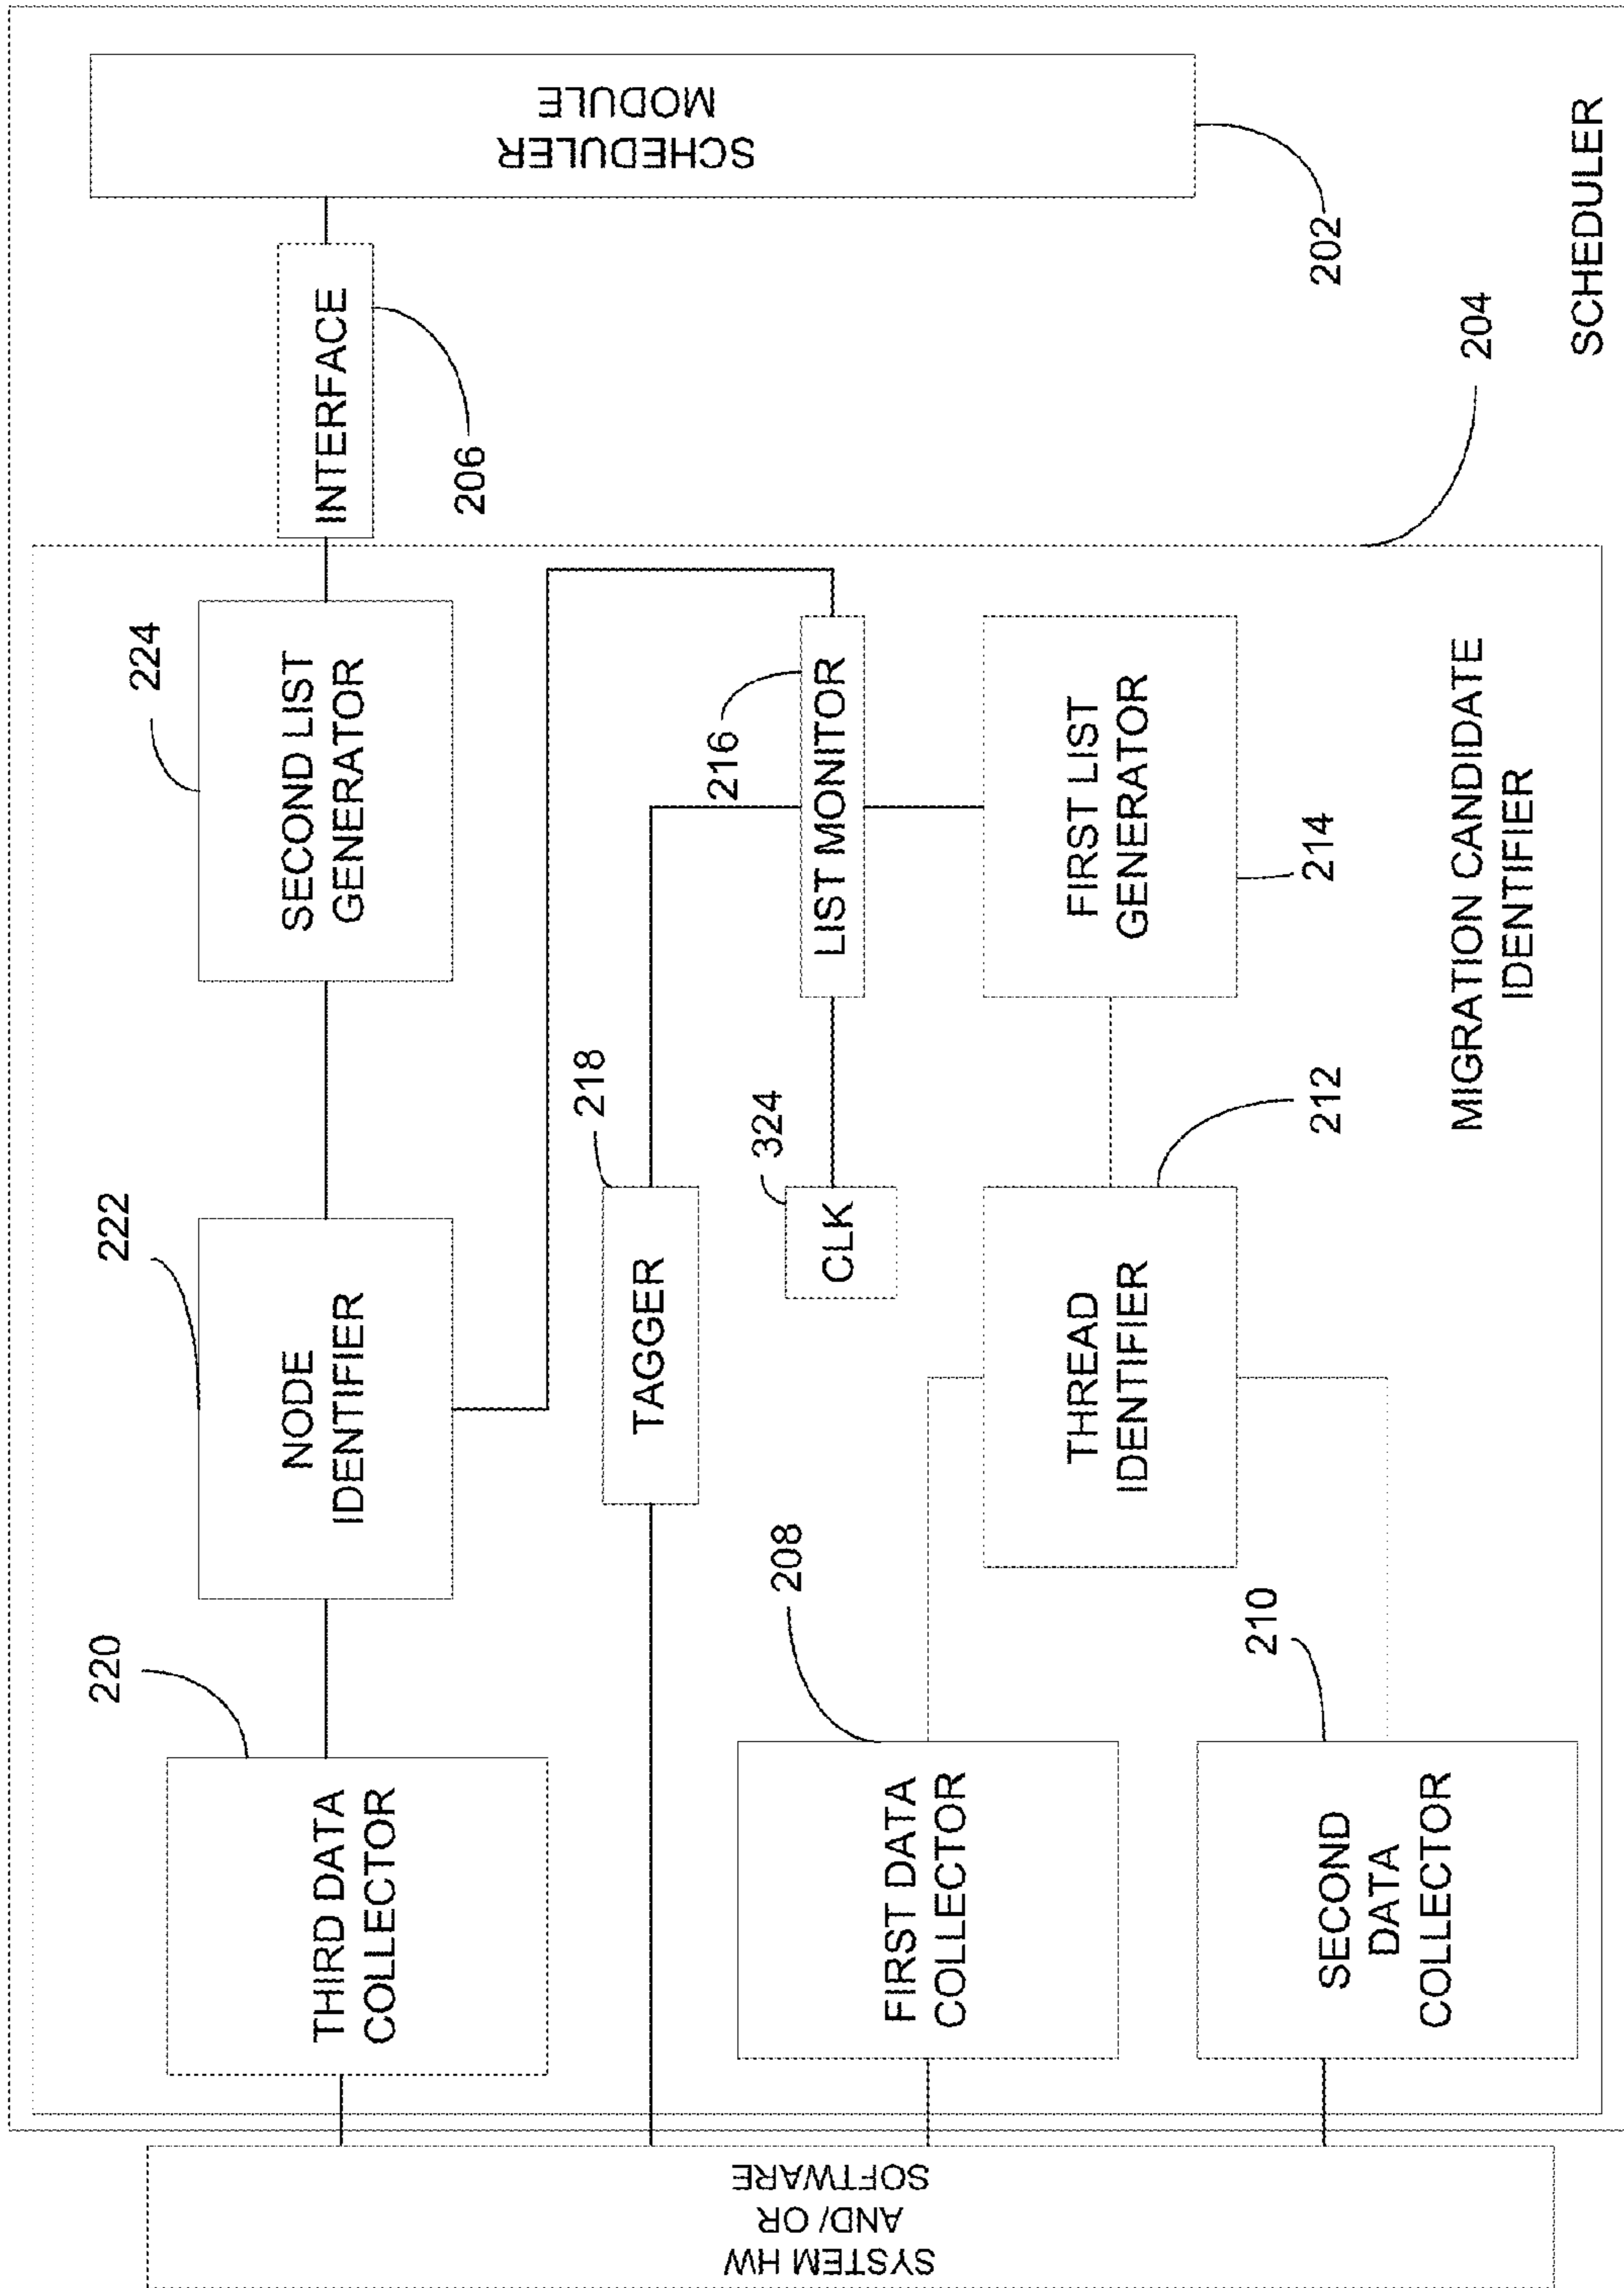 SYSTEM HW
AND/ OR
SOFTWARE
THIRD DATA
COLLECTOR
220
NODE
IDENTIFIER
222
SECOND LIST
GENERATOR
224
INTERFACE
206
SCHEDULER
MODULE
202
TAGGER
218
CLK
324
LIST MONITOR
216
FIRST DATA
COLLECTOR
208
SECOND
DATA
COLLECTOR
210
THREAD
IDENTIFIER
212
FIRST LIST
GENERATOR
214
MIGRATION CANDIDATE
IDENTIFIER
204
SCHEDULER